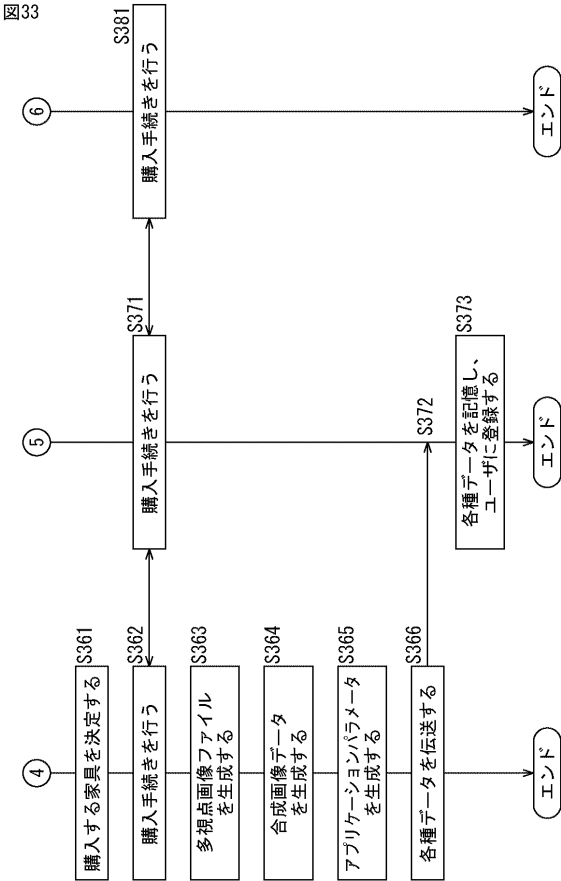 図33
4
S361
購入する家具を決定する
S362
購入手続きを行う
S363
多視点画像ファイル
を生成する
S364
合成画像データ
を生成する
S365
アプリケーションパラメータ
を生成する
S366
各種データを伝送する
エンド
5
S371
購入手続きを行う
S372
S373
各種データを記憶し、
ユーザに登録する
エンド
6
S381
購入手続きを行う
エンド